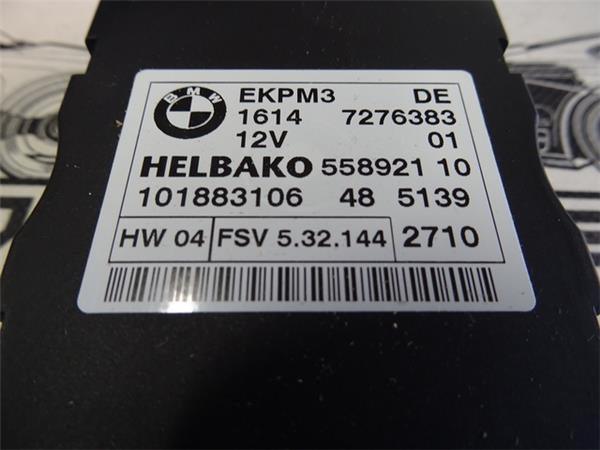 BMW
EKPM3 DE
1614 7276383
12V 01
HELBAKO 558921 10
101883106 48 5139
HW 04 FSV 5.32.144 2710